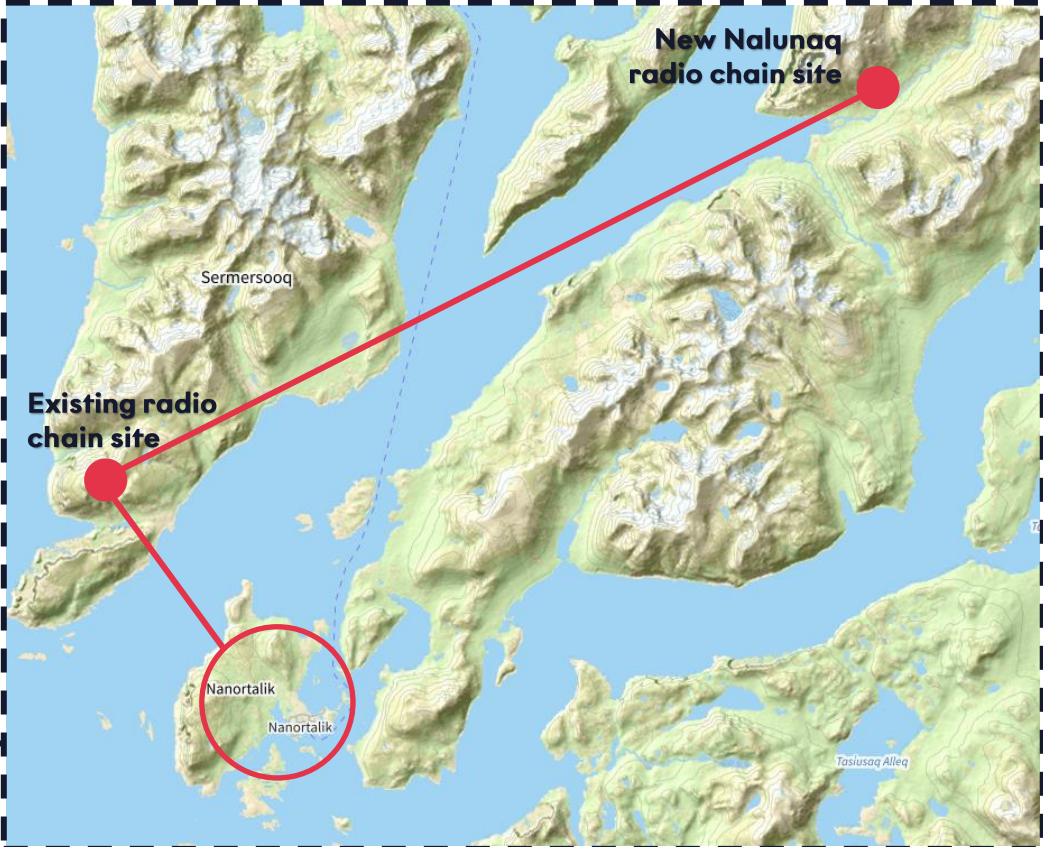 New Nalunaq
radio chain site
Sermersooq
Existing radio
chain site
Nanortalik
Nanortalik
Tasiusaq Alleq